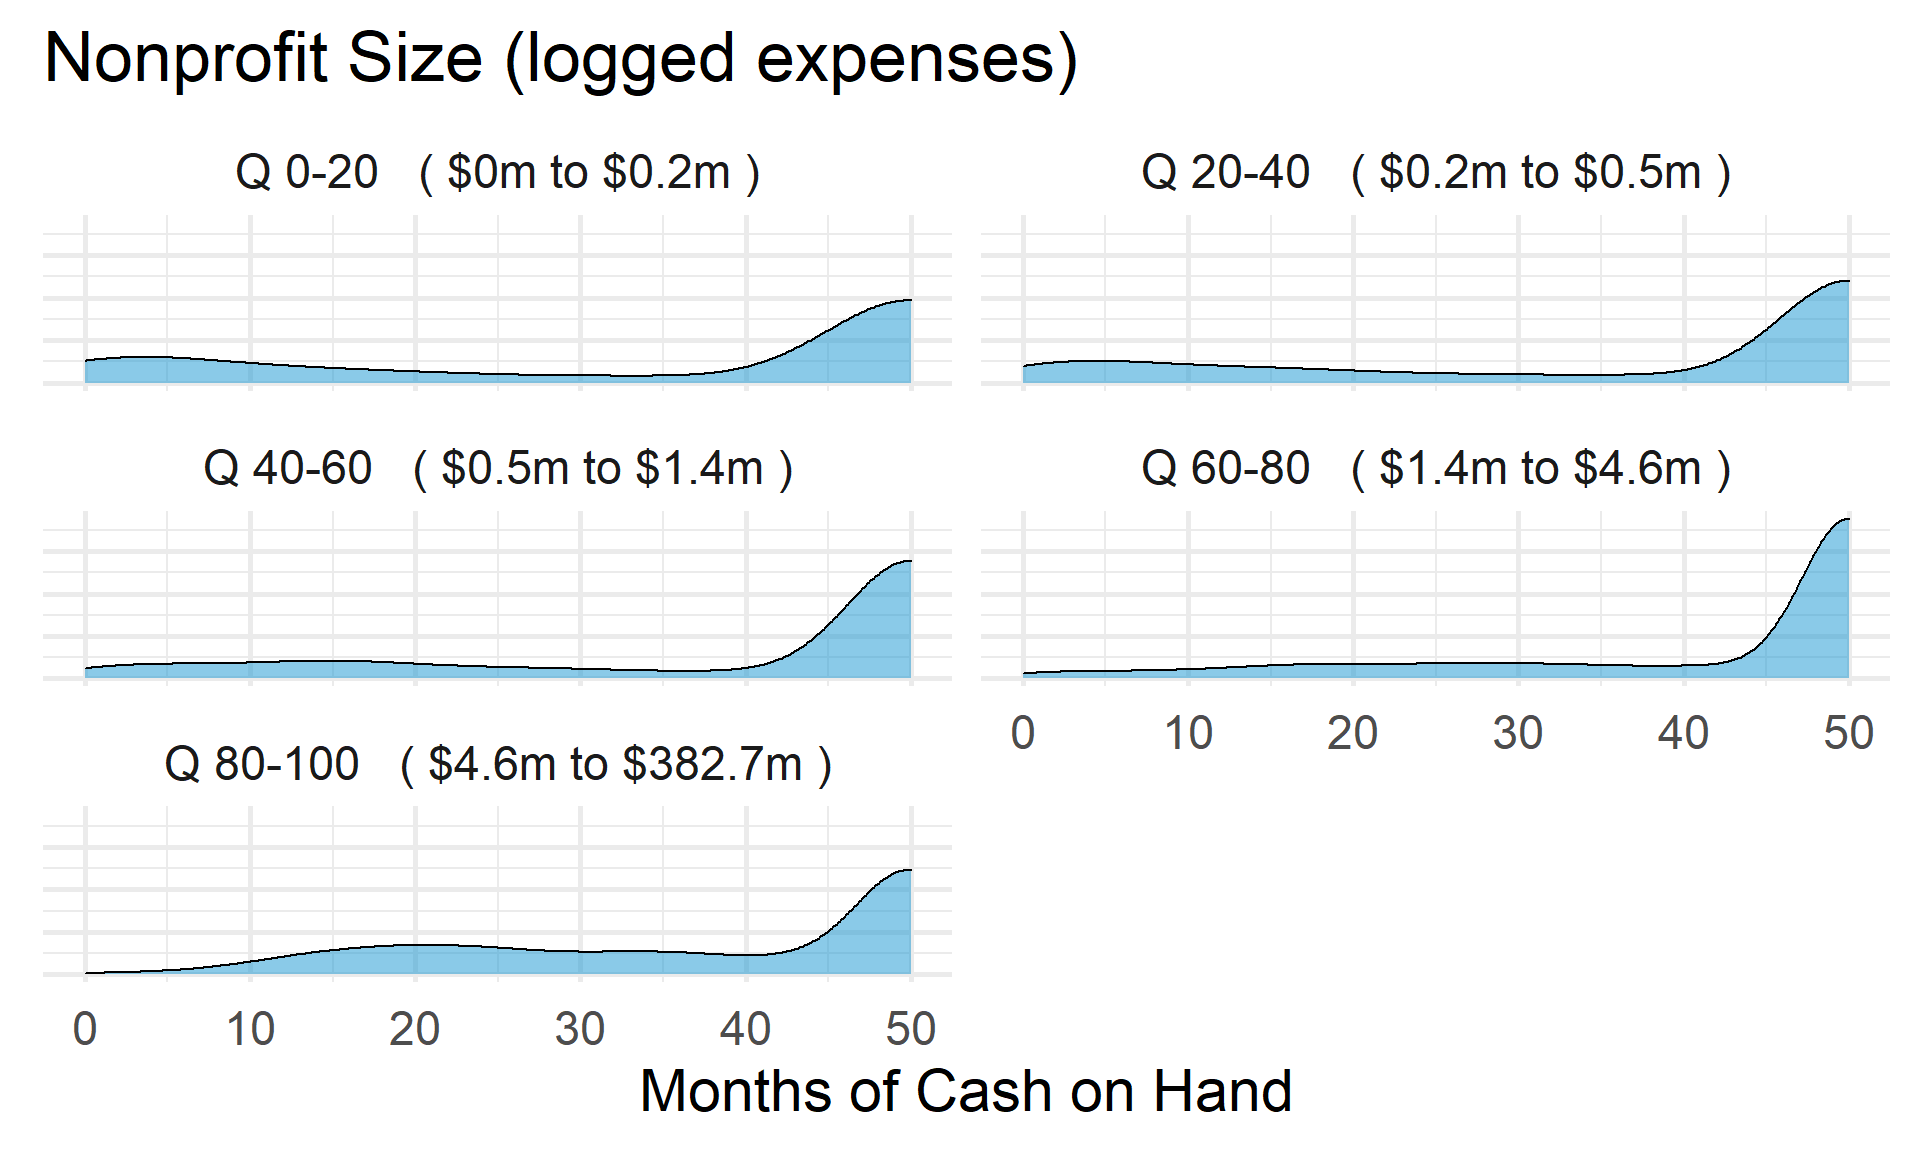 Nonprofit Size (logged expenses)
Q 0-20 ( $0m to $0.2m )
Q 20-40 ( $0.2m to $0.5m )
Q 40-60 ( $0.5m to $1.4m )
Q 60-80 ( $1.4m to $4.6m )
0 10 20 30 40 50
Q 80-100 ( $4.6m to $382.7m )
0 10 20 30 40 50
Months of Cash on Hand